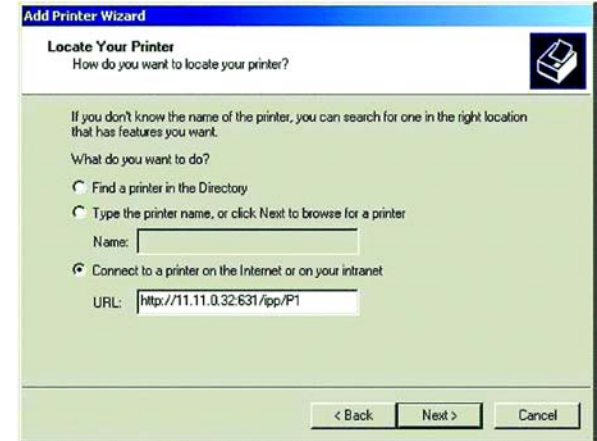 Add Printer Wizard
Locate Your Printer
How do you want to locate your printer?
If you don't know the name of the printer, you can search for one in the right location
that has features you want.
What do you want to do?
Find a printer in the Directory
Type the printer name, or click Next to browse for a printer
Name:
Connect to a printer on the Internet or on your intranet
URL: http://11.11.0.32:631/ipp/P1
< Back Next > Cancel